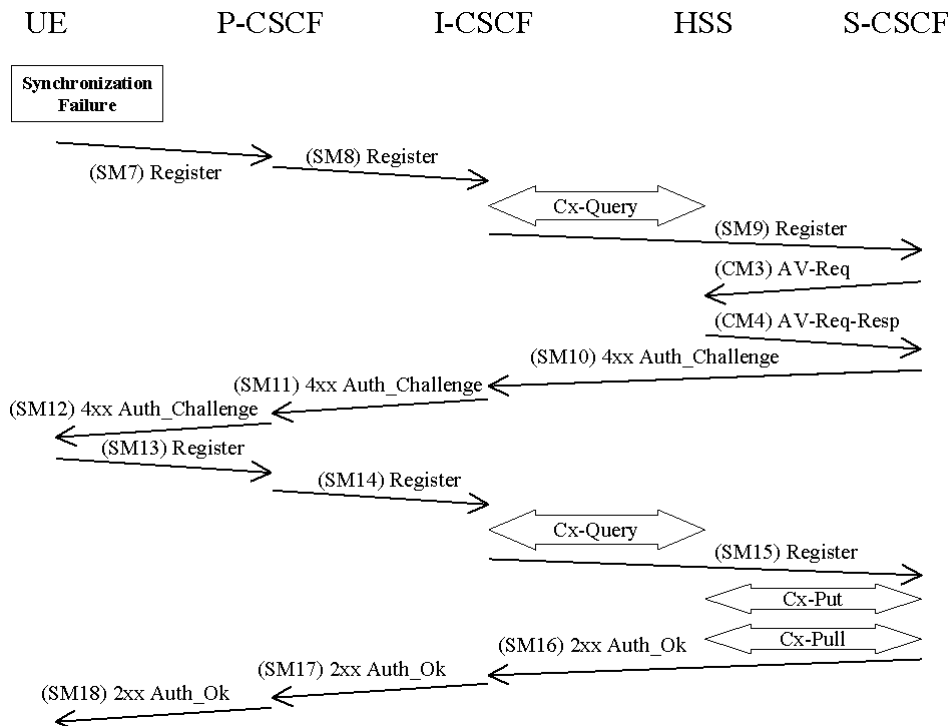 UE P-CSCF I-CSCF HSS S-CSCF
Synchronization
Failure
(SM7) Register
(SM8) Register
Cx-Query
(SM9) Register
(CM3) AV-Req
(CM4) AV-Req-Resp
(SM10) 4xx Auth_Challenge
(SM11) 4xx Auth_Challenge
(SM12) 4xx Auth_Challenge
(SM13) Register
(SM14) Register
Cx-Query
(SM15) Register
Cx-Put
Cx-Pull
(SM16) 2xx Auth_Ok
(SM17) 2xx Auth_Ok
(SM18) 2xx Auth_Ok